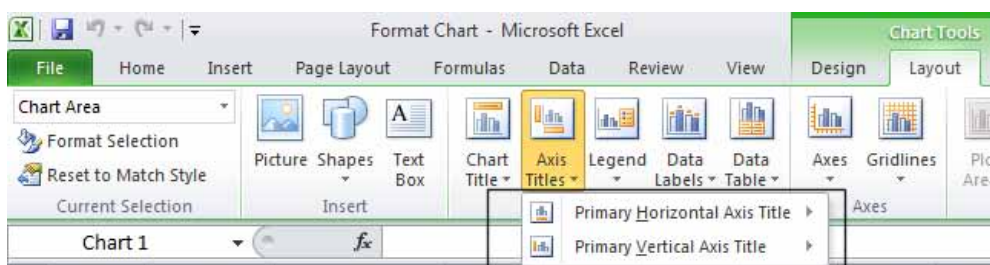 Format Chart - Microsoft Excel Chart Tools
File Home Insert Page Layout Formulas Data Review View Design Layout
Chart Area
Format Selection
Reset to Match Style
Current Selection
Picture Shapes Text Box
Insert
Chart Title Axis Titles Legend Data Labels Data Table
Axes Gridlines
Axes
Primary Horizontal Axis Title
Primary Vertical Axis Title
Chart 1 fx